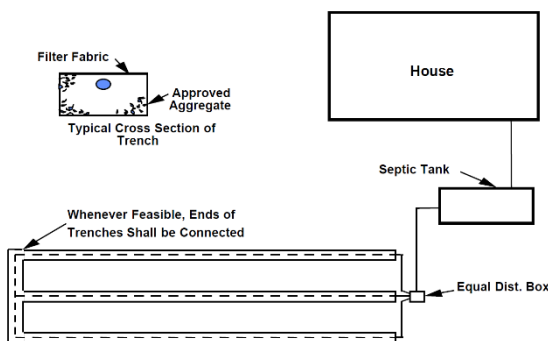 Filter Fabric
Approved
Aggregate
Typical Cross Section of
Trench
House
Septic Tank
Whenever Feasible, Ends of
Trenches Shall be Connected
Equal Dist. Box